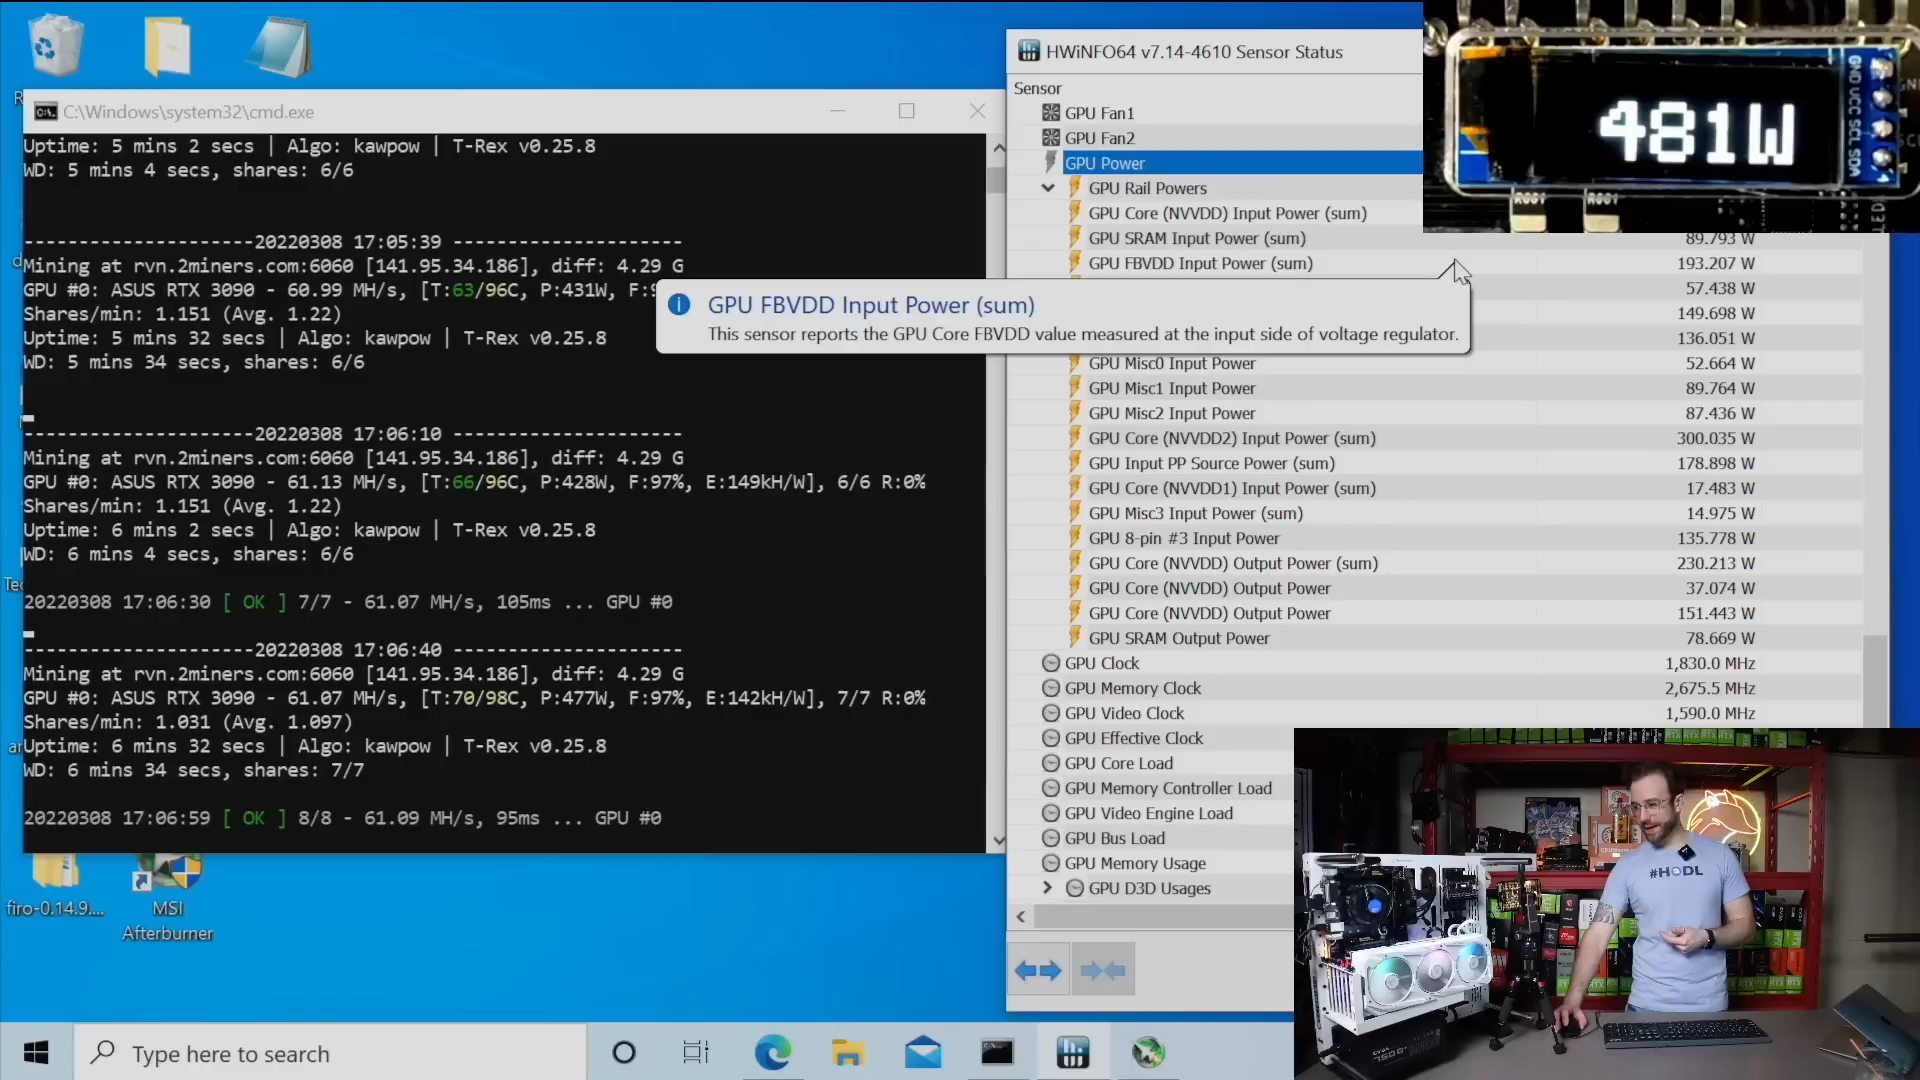 C:\Windows\system32\cmd.exe
Uptime: 5 mins 2 secs | Algo: kawpow | T-Rex v0.25.8
WD: 5 mins 4 secs, shares: 6/6
---------------------20220308 17:05:39 ---------------------
Mining at rvn.2miners.com:6060 [141.95.34.186], diff: 4.29 G
GPU #0: ASUS RTX 3090 - 60.99 MH/s, [T:63/96C, P:431W, F:
Shares/min: 1.151 (Avg. 1.22)
Uptime: 5 mins 32 secs | Algo: kawpow | T-Rex v0.25.8
WD: 5 mins 34 secs, shares: 6/6
---------------------20220308 17:06:10 ---------------------
Mining at rvn.2miners.com:6060 [141.95.34.186], diff: 4.29 G
GPU #0: ASUS RTX 3090 - 61.13 MH/s, [T:66/96C, P:428W, F:97%, E:149kH/W], 6/6 R:0%
Shares/min: 1.151 (Avg. 1.22)
Uptime: 6 mins 2 secs | Algo: kawpow | T-Rex v0.25.8
WD: 6 mins 4 secs, shares: 6/6
20220308 17:06:30 [ OK ] 7/7 - 61.07 MH/s, 105ms ... GPU #0
---------------------20220308 17:06:40 ---------------------
Mining at rvn.2miners.com:6060 [141.95.34.186], diff: 4.29 G
GPU #0: ASUS RTX 3090 - 61.07 MH/s, [T:70/98C, P:477W, F:97%, E:142kH/W], 7/7 R:0%
Shares/min: 1.031 (Avg. 1.097)
Uptime: 6 mins 32 secs | Algo: kawpow | T-Rex v0.25.8
WD: 6 mins 34 secs, shares: 7/7
20220308 17:06:59 [ OK ] 8/8 - 61.09 MH/s, 95ms ... GPU #0
firo-0.14.9....
MSI
Afterburner
HWiNFO64 v7.14-4610 Sensor Status
Sensor
GPU Fan1
GPU Fan2
GPU Power
GPU Rail Powers
GPU Core (NVVDD) Input Power (sum)
GPU SRAM Input Power (sum) 89.793 W
GPU FBVDD Input Power (sum) 193.207 W
57.438 W
149.698 W
136.051 W
GPU FBVDD Input Power (sum)
This sensor reports the GPU Core FBVDD value measured at the input side of voltage regulator.
GPU Misc0 Input Power 52.664 W
GPU Misc1 Input Power 89.764 W
GPU Misc2 Input Power 87.436 W
GPU Core (NVVDD2) Input Power (sum) 300.035 W
GPU Input PP Source Power (sum) 178.898 W
GPU Core (NVVDD1) Input Power (sum) 17.483 W
GPU Misc3 Input Power (sum) 14.975 W
GPU 8-pin #3 Input Power 135.778 W
GPU Core (NVVDD) Output Power (sum) 230.213 W
GPU Core (NVVDD) Output Power 37.074 W
GPU Core (NVVDD) Output Power 151.443 W
GPU SRAM Output Power 78.669 W
GPU Clock 1,830.0 MHz
GPU Memory Clock 2,675.5 MHz
GPU Video Clock 1,590.0 MHz
GPU Effective Clock
GPU Core Load
GPU Memory Controller Load
GPU Video Engine Load
GPU Bus Load
GPU Memory Usage
GPU D3D Usages
481W
GND VCC SCL SDA
R007
R007
#HODL
EVGA
750 G+
Type here to search